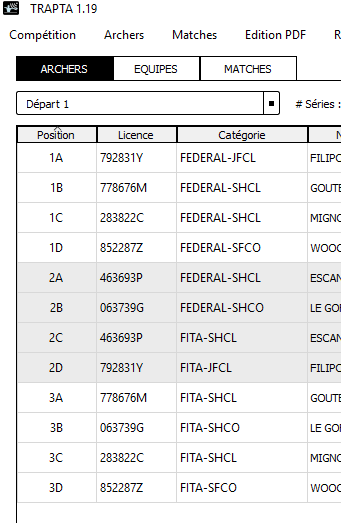 TRAPTA 1.19
Compétition Archers Matches Edition PDF
ARCHERS EQUIPES MATCHES
Départ 1 # Séries :
Position Licence Catégorie
1A 792831Y FEDERAL-JFCL FILIPO
1B 778676M FEDERAL-SHCL GOUTE
1C 283822C FEDERAL-SHCL MIGNO
1D 852287Z FEDERAL-SFCO WOOD
2A 463693P FEDERAL-SHCL ESCAN
2B 063739G FEDERAL-SHCO LE GO
2C 463693P FITA-SHCL ESCAN
2D 792831Y FITA-JFCL FILIPO
3A 778676M FITA-SHCL GOUTE
3B 063739G FITA-SHCO LE GO
3C 283822C FITA-SHCL MIGNO
3D 852287Z FITA-SFCO WOOD